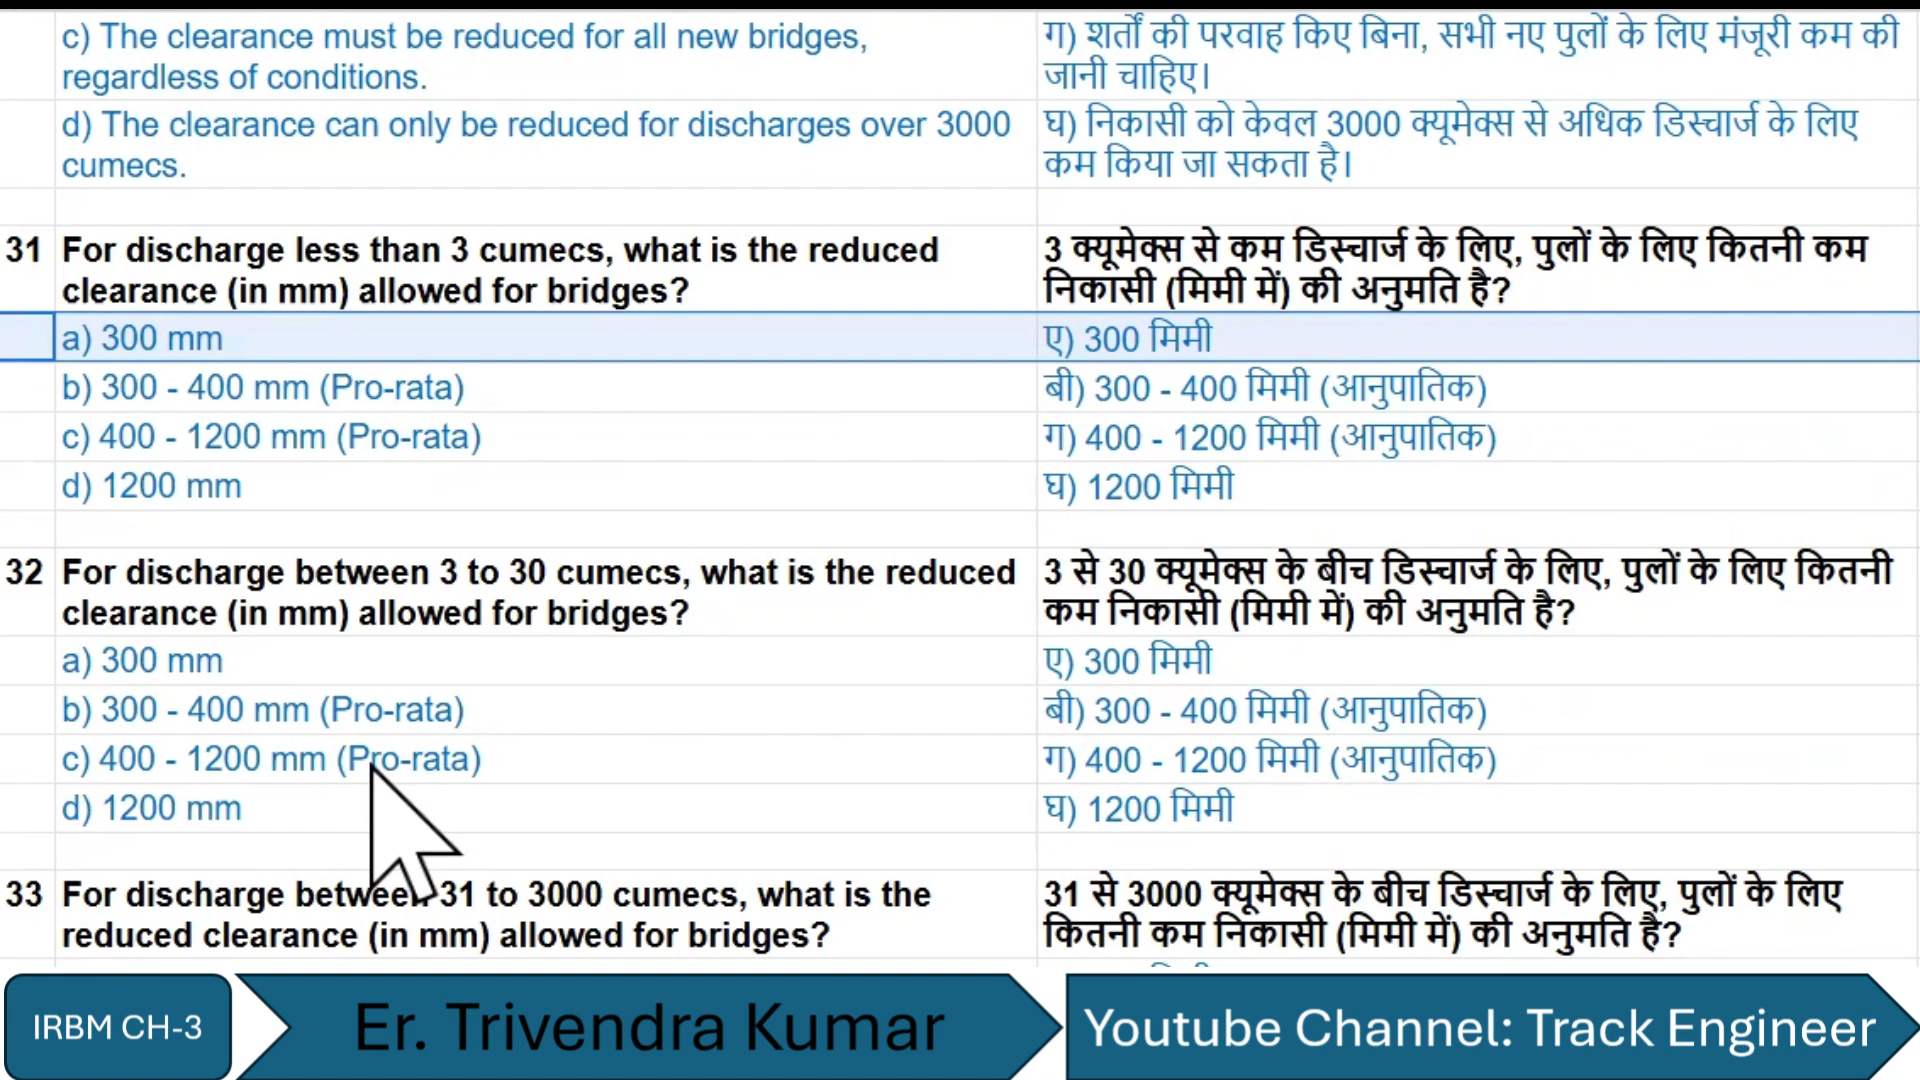 c) The clearance must be reduced for all new bridges,
regardless of conditions.
ग) शर्तों की परवाह किए बिना, सभी नए पुलों के लिए मंजूरी कम की
जानी चाहिए।
d) The clearance can only be reduced for discharges over 3000
cumecs.
घ) निकासी को केवल 3000 क्यूमेक्स से अधिक डिस्चार्ज के लिए
कम किया जा सकता है।
31 For discharge less than 3 cumecs, what is the reduced
clearance (in mm) allowed for bridges?
3 क्यूमेक्स से कम डिस्चार्ज के लिए, पुलों के लिए कितनी कम
निकासी (मिमी में) की अनुमति है?
a) 300 mm
ए) 300 मिमी
b) 300 - 400 mm (Pro-rata)
बी) 300 - 400 मिमी (आनुपातिक)
c) 400 - 1200 mm (Pro-rata)
ग) 400 - 1200 मिमी (आनुपातिक)
d) 1200 mm
घ) 1200 मिमी
32 For discharge between 3 to 30 cumecs, what is the reduced
clearance (in mm) allowed for bridges?
3 से 30 क्यूमेक्स के बीच डिस्चार्ज के लिए, पुलों के लिए कितनी
कम निकासी (मिमी में) की अनुमति है?
a) 300 mm
ए) 300 मिमी
b) 300 - 400 mm (Pro-rata)
बी) 300 - 400 मिमी (आनुपातिक)
c) 400 - 1200 mm (Pro-rata)
ग) 400 - 1200 मिमी (आनुपातिक)
d) 1200 mm
घ) 1200 मिमी
33 For discharge between 31 to 3000 cumecs, what is the
reduced clearance (in mm) allowed for bridges?
31 से 3000 क्यूमेक्स के बीच डिस्चार्ज के लिए, पुलों के लिए
कितनी कम निकासी (मिमी में) की अनुमति है?
IRBM CH-3
Er. Trivendra Kumar
Youtube Channel: Track Engineer